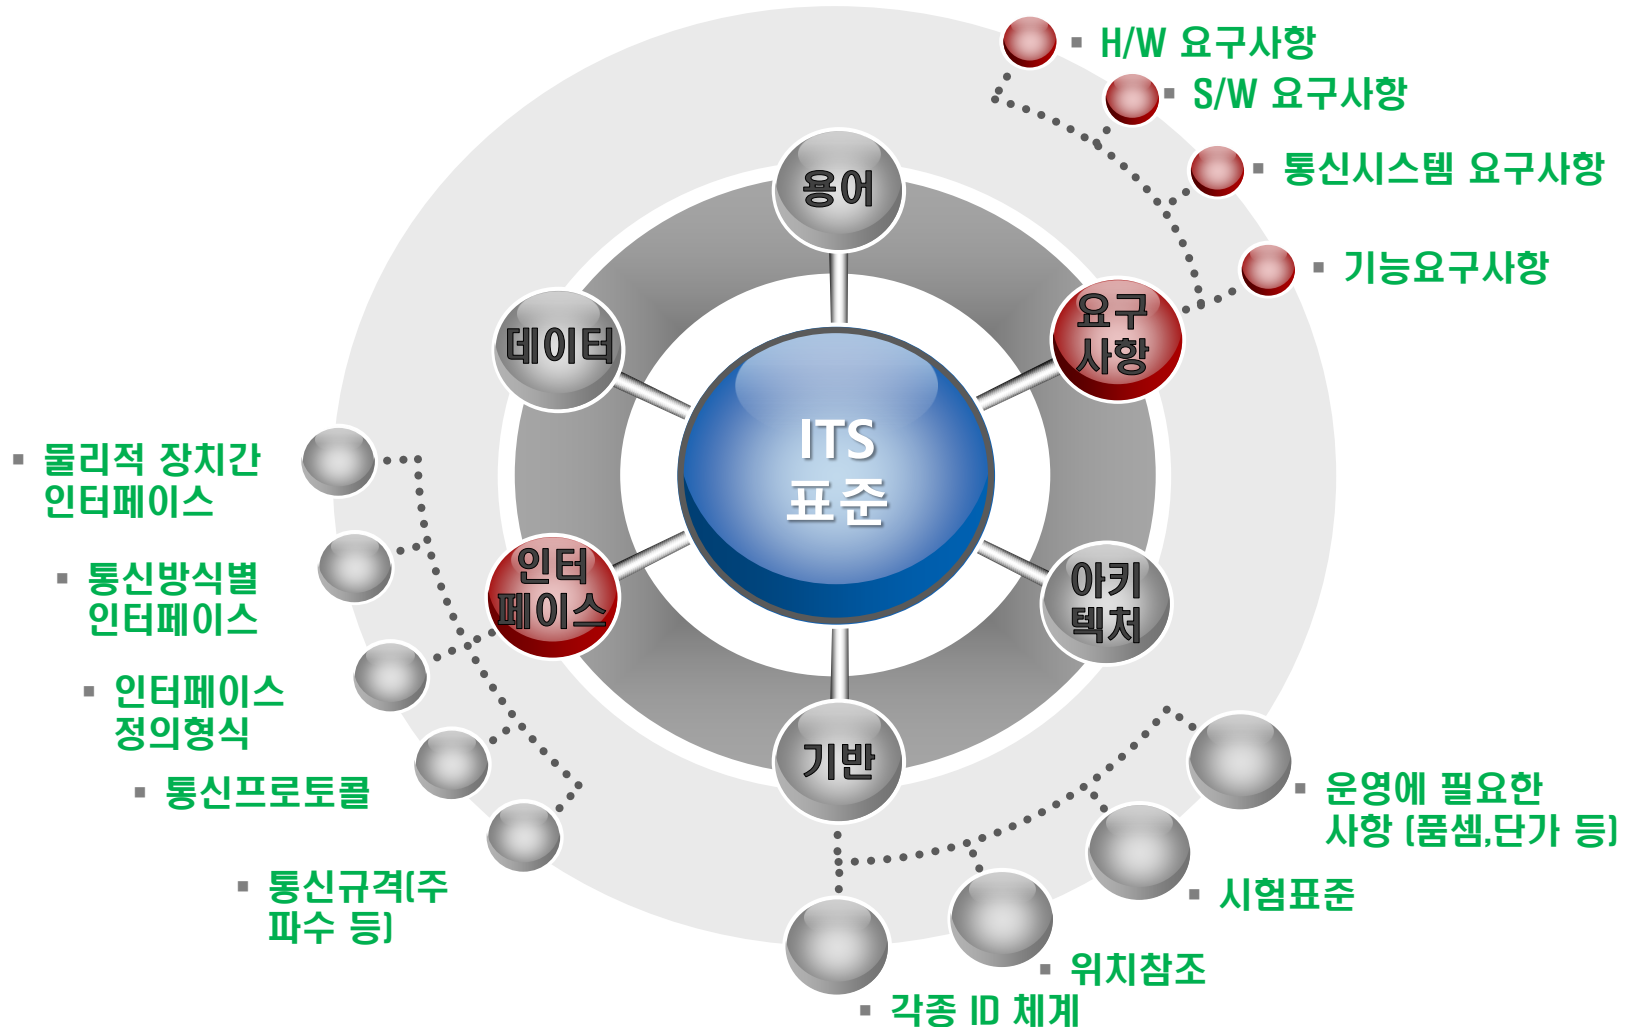 ▪ H/W 요구사항
▪ S/W 요구사항
▪ 통신시스템 요구사항
▪ 기능요구사항
용어
요구
사항
데이터
ITS
표준
인터
페이스
아키
텍처
기반
▪ 물리적 장치간
인터페이스
▪ 통신방식별
인터페이스
▪ 인터페이스
정의형식
▪ 통신프로토콜
▪ 통신규격(주
파수 등)
▪ 운영에 필요한
사항 (품셈,단가 등)
▪ 시험표준
▪ 위치참조
▪ 각종 ID 체계